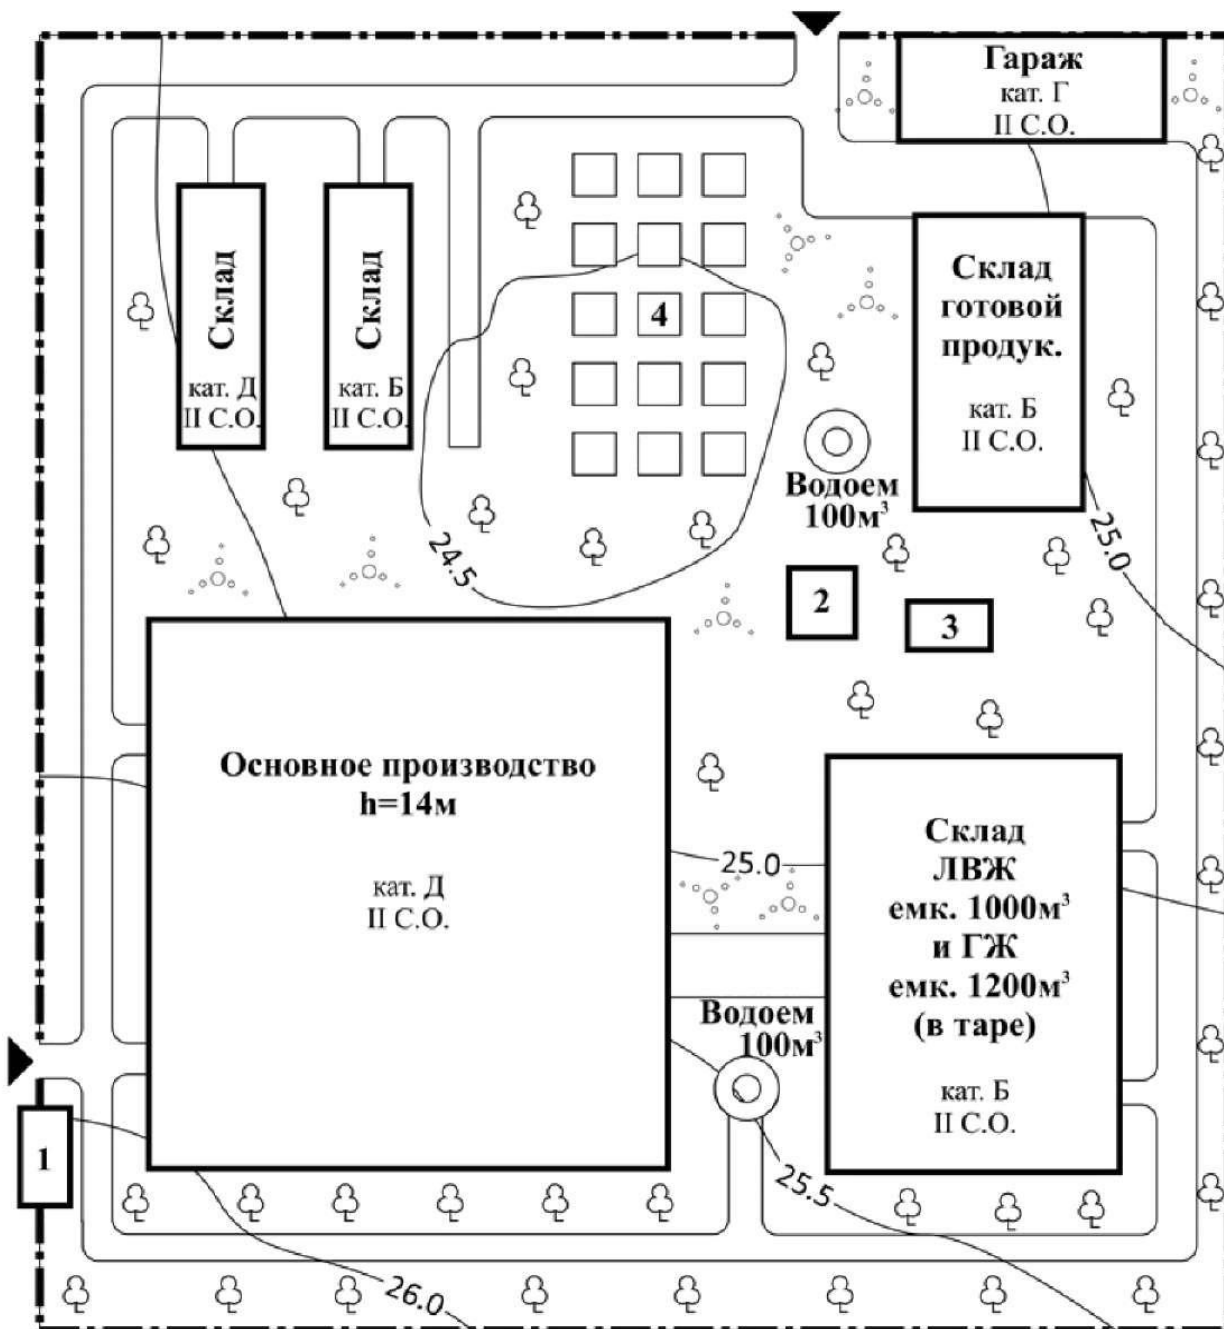 Гараж
кат. Г
II С.О.
Склад
кат. Д
II С.О.
Склад
кат. Б
II С.О.
4
Склад
готовой
продук.
кат. Б
II С.О.
Водоем
100м³
24.5
25.0
2
3
Основное производство
h=14м
кат. Д
II С.О.
25.0
Склад
ЛВЖ
емк. 1000м³
и ГЖ
емк. 1200м³
(в таре)
кат. Б
II С.О.
Водоем
100м³
1
25.5
26.0